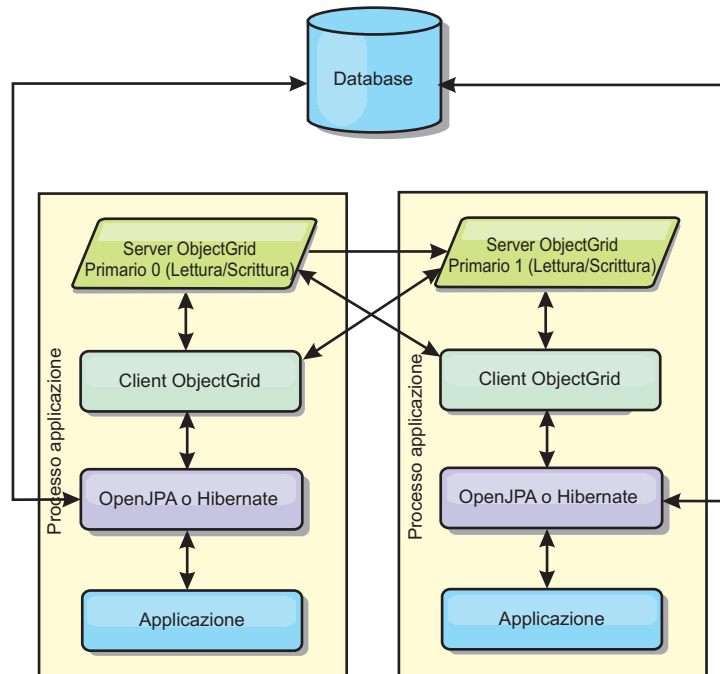 Database
Server ObjectGrid
Primario 0 (Lettura/Scrittura)
Client ObjectGrid
OpenJPA o Hibernate
Applicazione
Processo applicazione
Server ObjectGrid
Primario 1 (Lettura/Scrittura)
Client ObjectGrid
OpenJPA o Hibernate
Applicazione
Processo applicazione